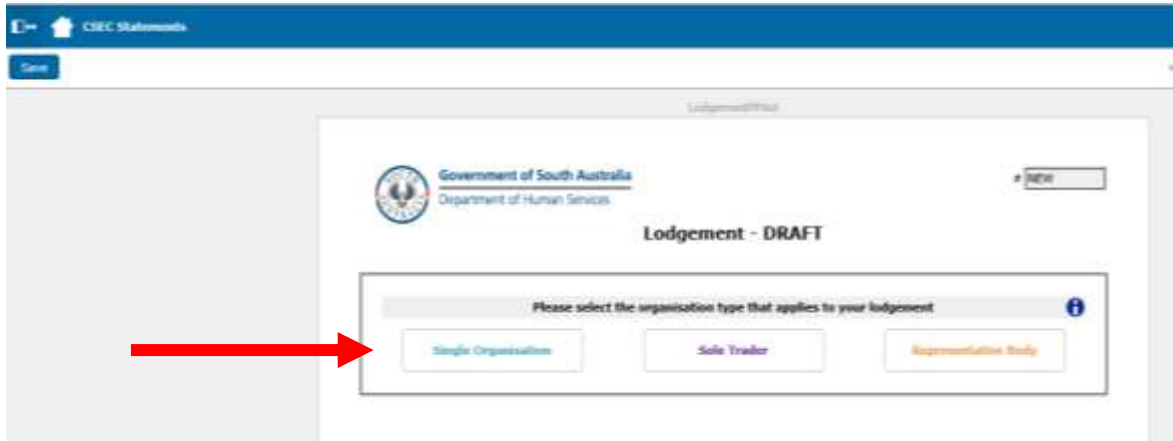 CSEC Statements
Save
Government of South Australia
# NEW
Department of Human Services
Lodgement - DRAFT
Please select the organisation type that applies to your lodgement
Single Organisation
Sole Trader
Representative Body